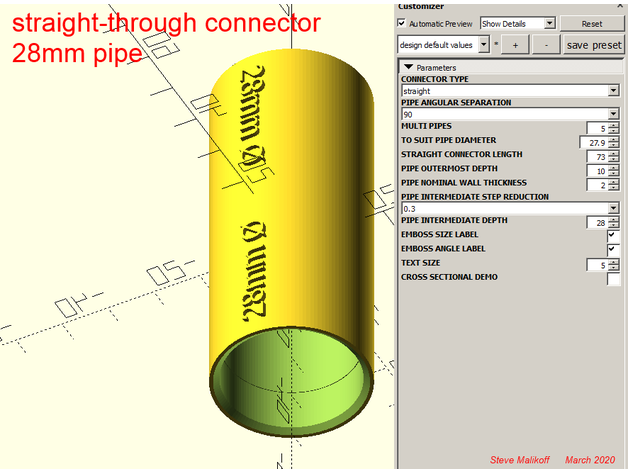 straight-through connector
28mm pipe
28mm Ø
28mm Ø
Customizer
Automatic Preview
Show Details
Reset
design default values
+
-
save preset
Parameters
CONNECTOR TYPE
straight
PIPE ANGULAR SEPARATION
90
MULTI PIPES 5
TO SUIT PIPE DIAMETER 27.9
STRAIGHT CONNECTOR LENGTH 73
PIPE OUTERMOST DEPTH 10
PIPE NOMINAL WALL THICKNESS 2
PIPE INTERMEDIATE STEP REDUCTION
0.3
PIPE INTERMEDIATE DEPTH 28
EMBOSS SIZE LABEL
EMBOSS ANGLE LABEL
TEXT SIZE 5
CROSS SECTIONAL DEMO
Steve Malikoff March 2020